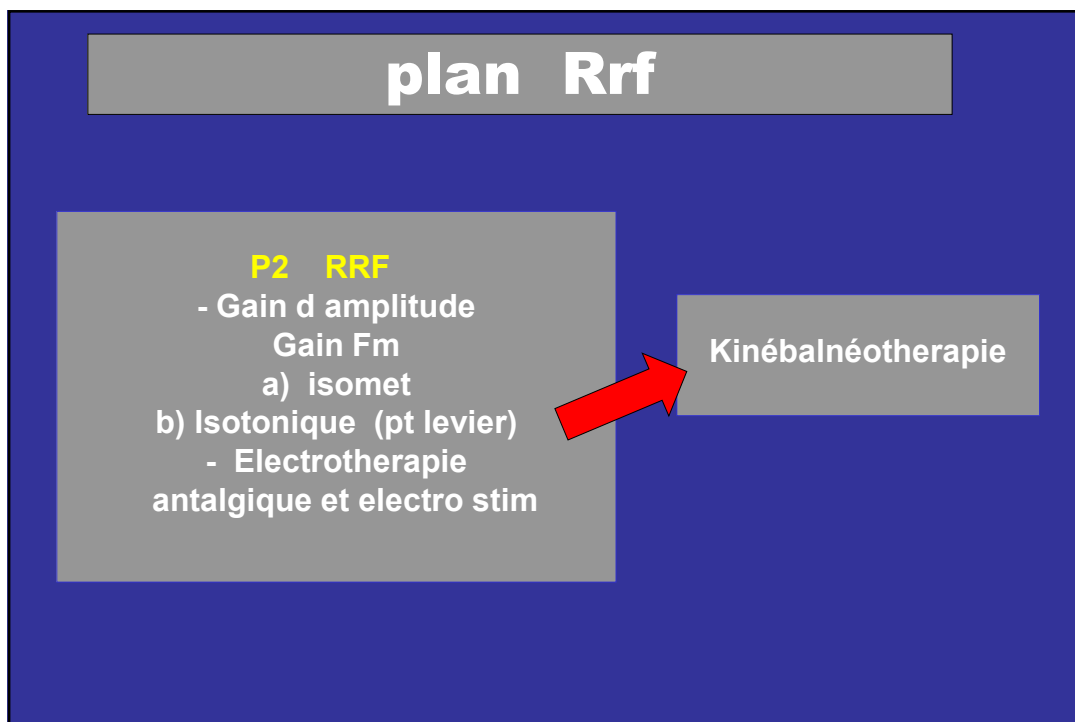 plan Rrf
P2 RRF
- Gain d amplitude
Gain Fm
a) isomet
b) Isotonique (pt levier)
- Electrotherapie
antalgique et electro stim
Kinébalnéotherapie